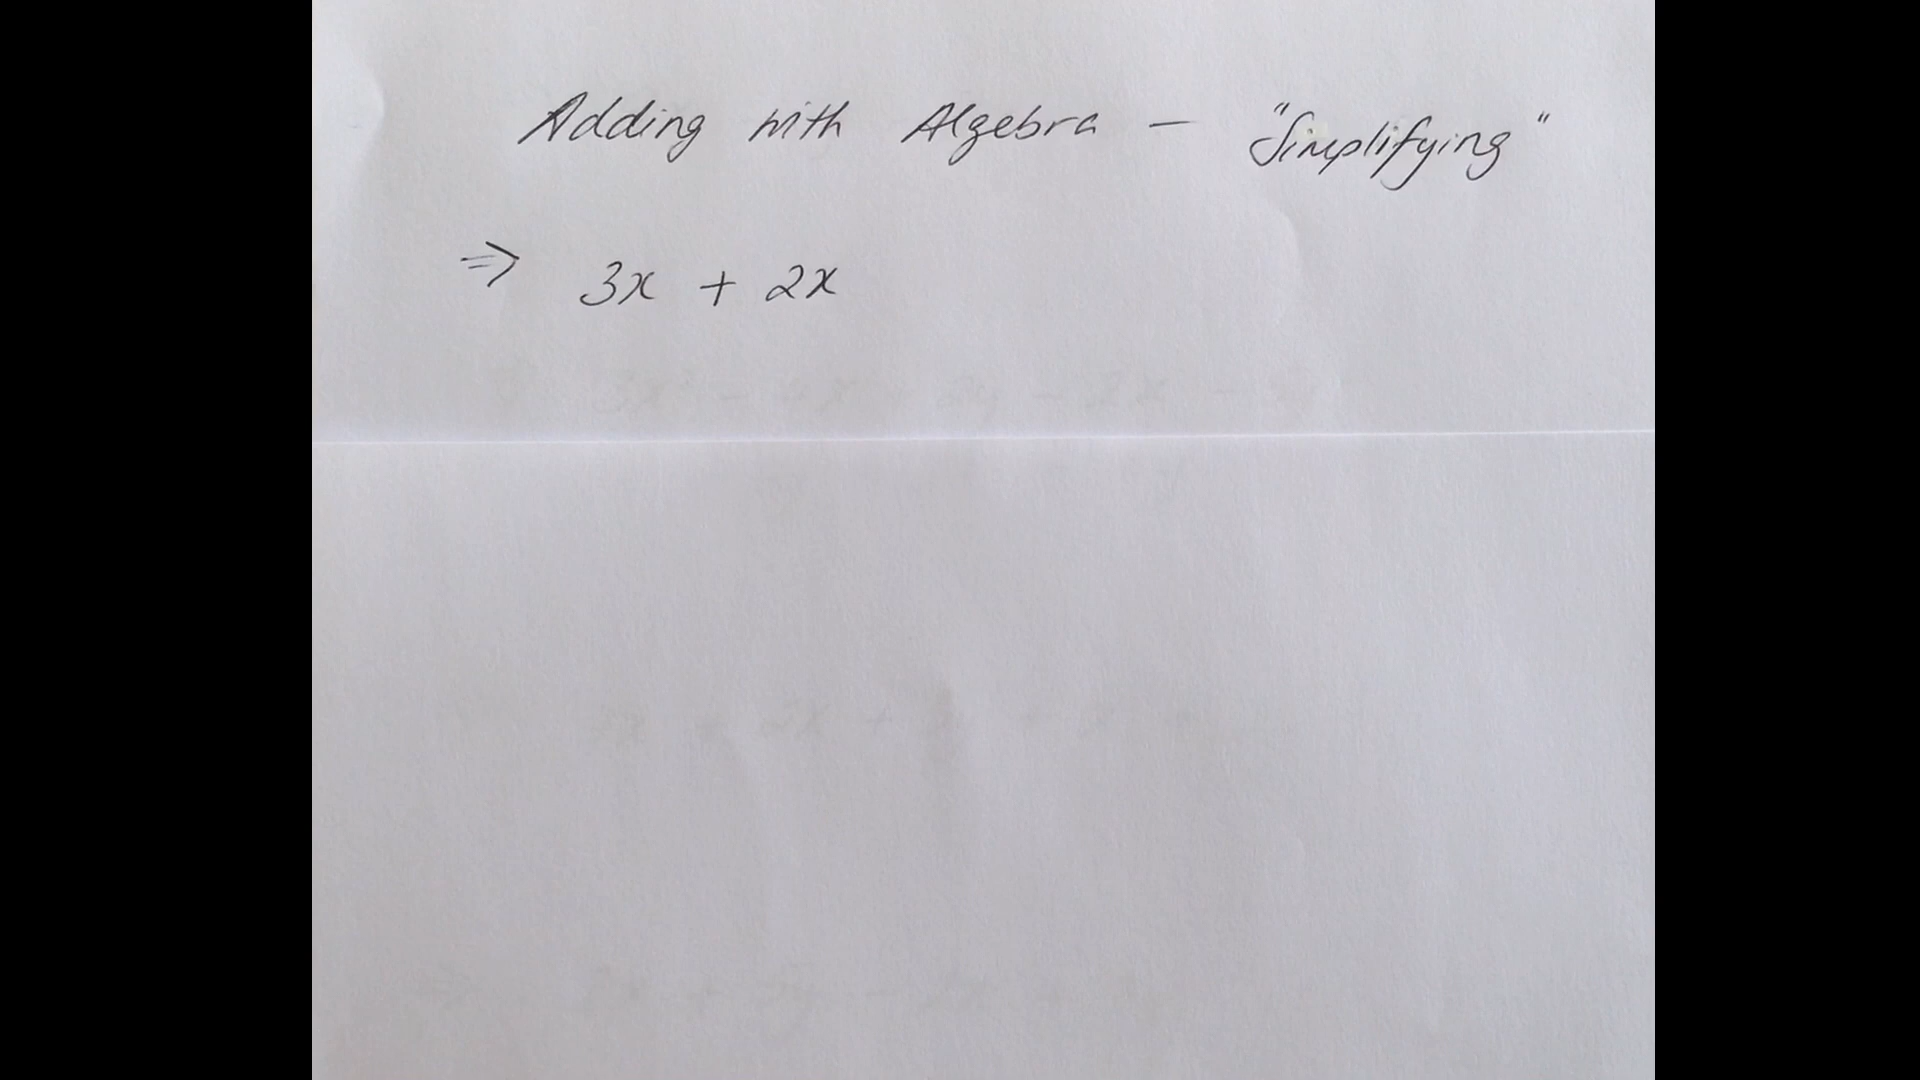 Adding with Algebra - "Simplifying"
⇒ 3x + 2x